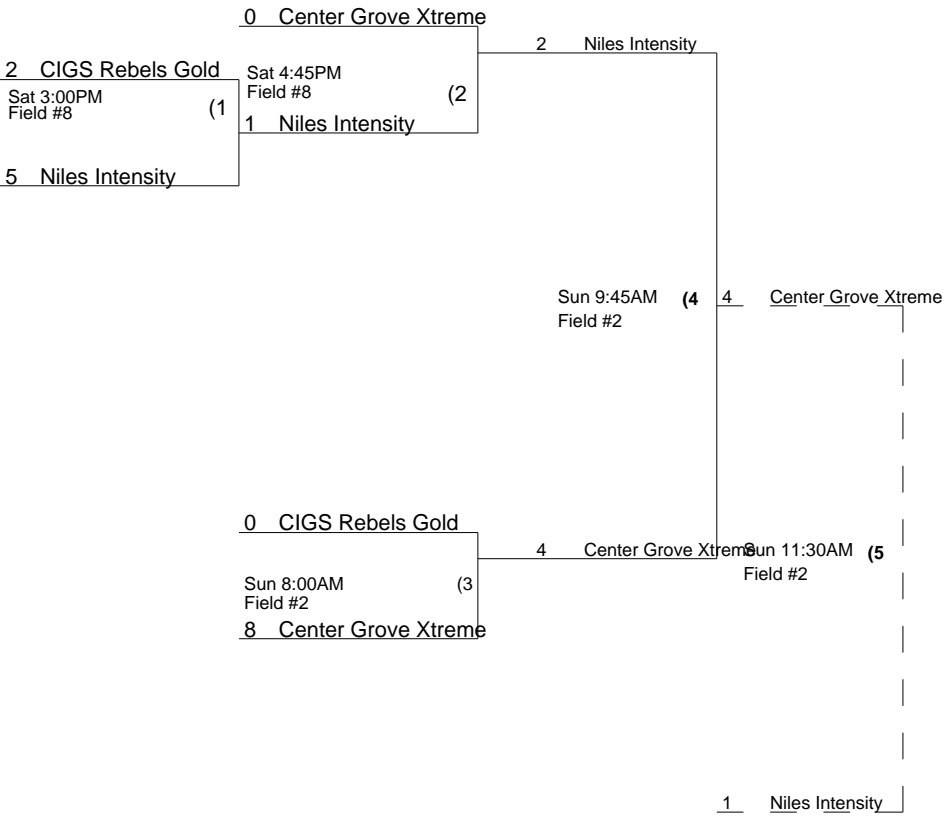 0 Center Grove Xtreme
2 Niles Intensity
2 CIGS Rebels Gold
Sat 3:00PM
Field #8
(1
Sat 4:45PM
Field #8
(2
1 Niles Intensity
5 Niles Intensity
Sun 9:45AM (4
Field #2
4 Center Grove Xtreme
0 CIGS Rebels Gold
4 Center Grove Xtreme
Sun 11:30AM (5
Field #2
Sun 8:00AM (3
Field #2
8 Center Grove Xtreme
1 Niles Intensity